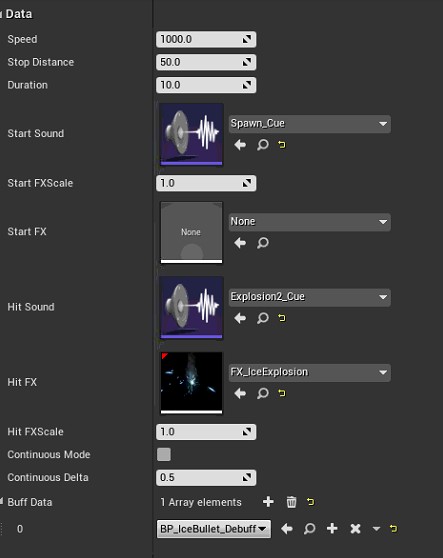 Data
Speed 1000.0
Stop Distance 50.0
Duration 10.0
Start Sound Spawn_Cue
Start FXScale 1.0
Start FX None None
Hit Sound Explosion2_Cue
Hit FX FX_IceExplosion
Hit FXScale 1.0
Continuous Mode
Continuous Delta 0.5
Buff Data 1 Array elements
0 BP_IceBullet_Debuff